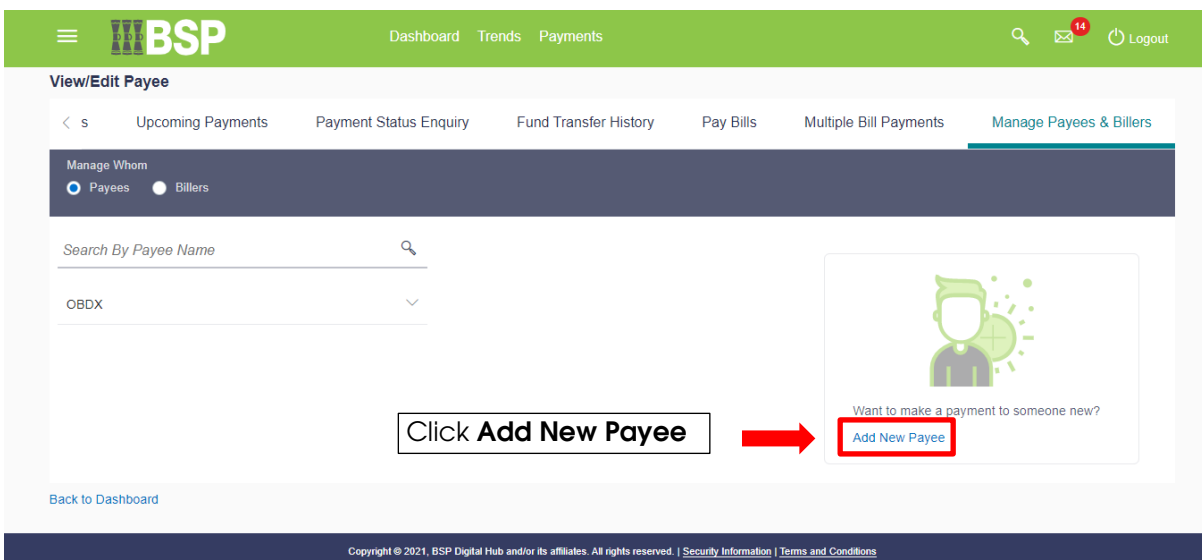 BSP
Dashboard Trends Payments
14
Logout
View/Edit Payee
s Upcoming Payments Payment Status Enquiry Fund Transfer History Pay Bills Multiple Bill Payments Manage Payees & Billers
Manage Whom
Payees Billers
Search By Payee Name
OBDX
Want to make a payment to someone new?
Click Add New Payee
Add New Payee
Back to Dashboard
Copyright © 2021, BSP Digital Hub and/or its affiliates. All rights reserved. | Security Information | Terms and Conditions